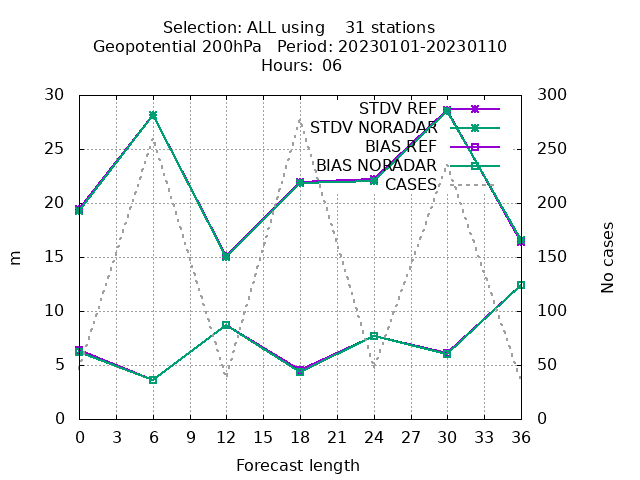 Selection: ALL using 31 stations
Geopotential 200hPa Period: 20230101-20230110
Hours: 06
30 300
STDV REF
STDV NORADAR
25 BIAS REF 250
BIAS NORADAR
CASES
20 200
m 15 150 No cases
10 100
5 50
0 0
0 3 6 9 12 15 18 21 24 27 30 33 36
Forecast length